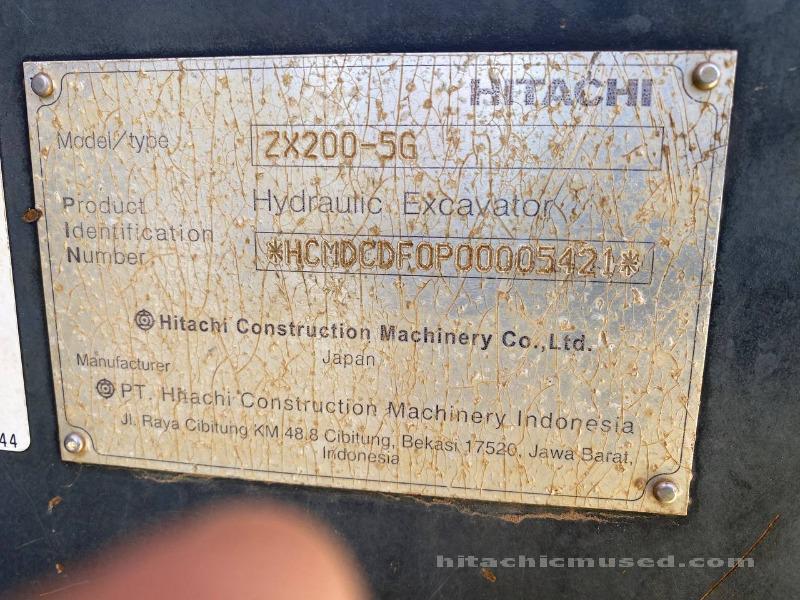 HITACHI
Model/type ZX200-5G
Hydraulic Excavator
Product
Identification
Number *HCMDCDF0P00005421*
Hitachi Construction Machinery Co.,Ltd.
Japan
Manufacturer
PT. Hitachi Construction Machinery Indonesia
Jl. Raya Cibitung KM 48.8 Cibitung, Bekasi 17520, Jawa Barat,
Indonesia
44
hitachicmused.com